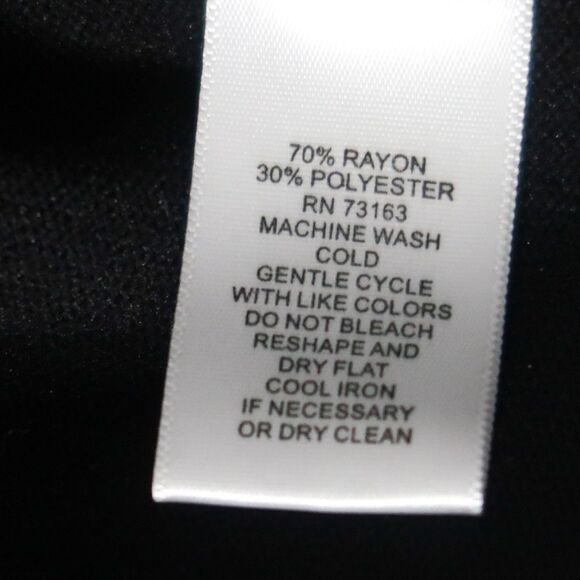 70% RAYON
30% POLYESTER
RN 73163
MACHINE WASH
COLD
GENTLE CYCLE
WITH LIKE COLORS
DO NOT BLEACH
RESHAPE AND
DRY FLAT
COOL IRON
IF NECESSARY
OR DRY CLEAN